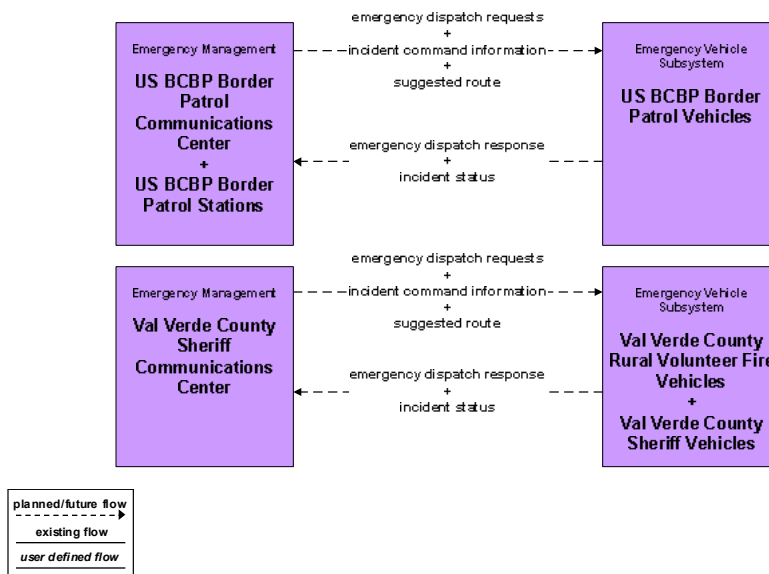 emergency dispatch requests
+
incident command information
+
suggested route
Emergency Management
US BCBP Border
Patrol
Communications
Center
+
US BCBP Border
Patrol Stations
Emergency Vehicle
Subsystem
US BCBP Border
Patrol Vehicles
emergency dispatch response
+
incident status
emergency dispatch requests
+
incident command information
+
suggested route
Emergency Management
Val Verde County
Sheriff
Communications
Center
Emergency Vehicle
Subsystem
Val Verde County
Rural Volunteer Fire
Vehicles
+
Val Verde County
Sheriff Vehicles
emergency dispatch response
+
incident status
planned/future flow
existing flow
user defined flow